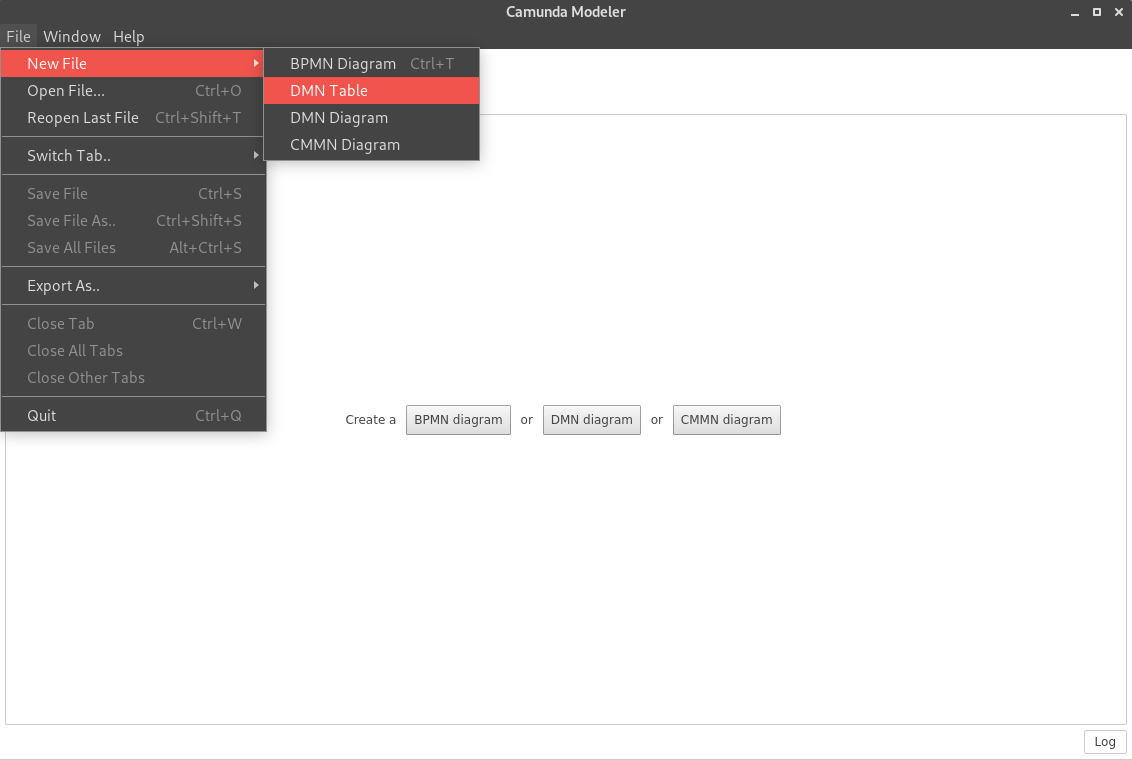 Camunda Modeler
File Window Help
New File
Open File... Ctrl+O
Reopen Last File Ctrl+Shift+T
Switch Tab..
Save File Ctrl+S
Save File As.. Ctrl+Shift+S
Save All Files Alt+Ctrl+S
Export As..
Close Tab Ctrl+W
Close All Tabs
Close Other Tabs
Quit Ctrl+Q
BPMN Diagram Ctrl+T
DMN Table
DMN Diagram
CMMN Diagram
Create a BPMN diagram or DMN diagram or CMMN diagram
Log